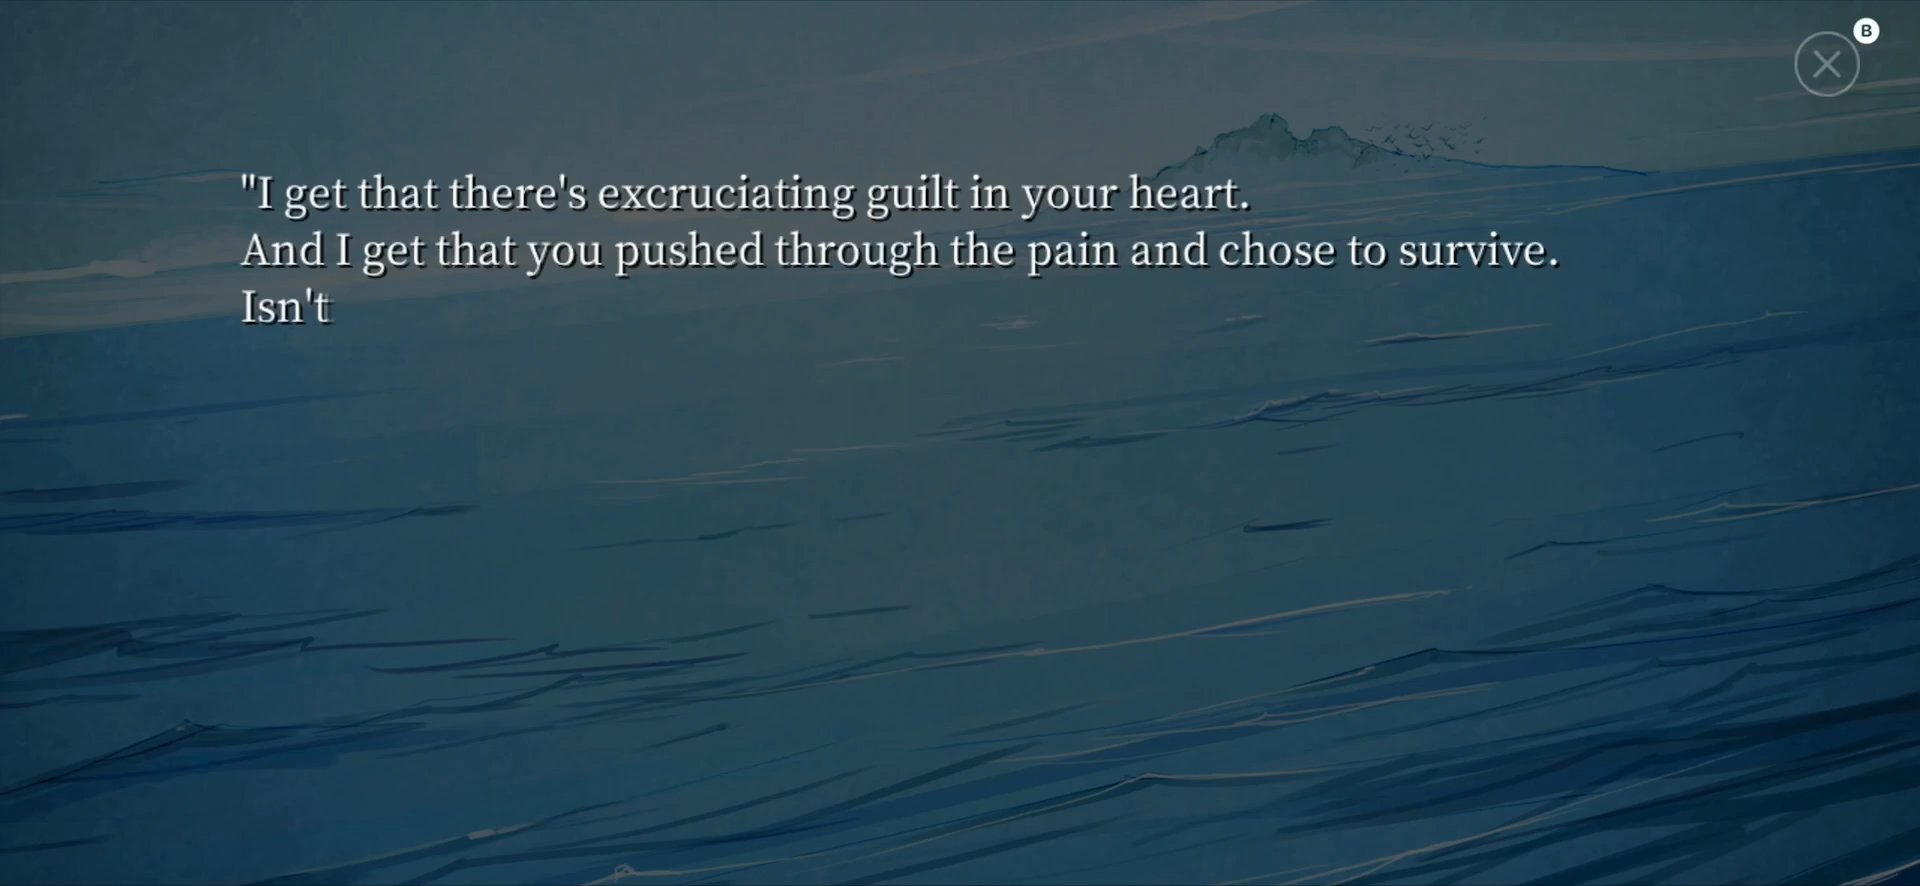 B
"I get that there's excruciating guilt in your heart.
And I get that you pushed through the pain and chose to survive.
Isn't